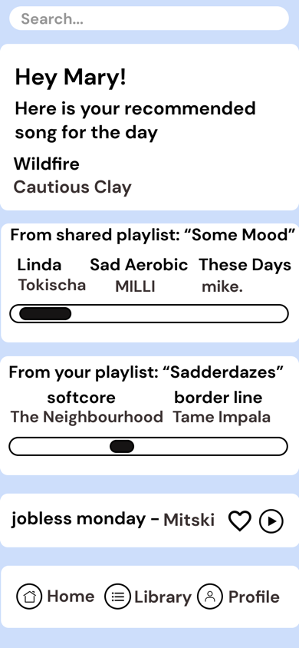 Search...
Hey Mary!
Here is your recommended
song for the day
Wildfire
Cautious Clay
From shared playlist: “Some Mood”
Linda Sad Aerobic These Days
Tokischa MILLI mike.
From your playlist: “Sadderdazes”
softcore border line
The Neighbourhood Tame Impala
jobless monday - Mitski
Home Library Profile